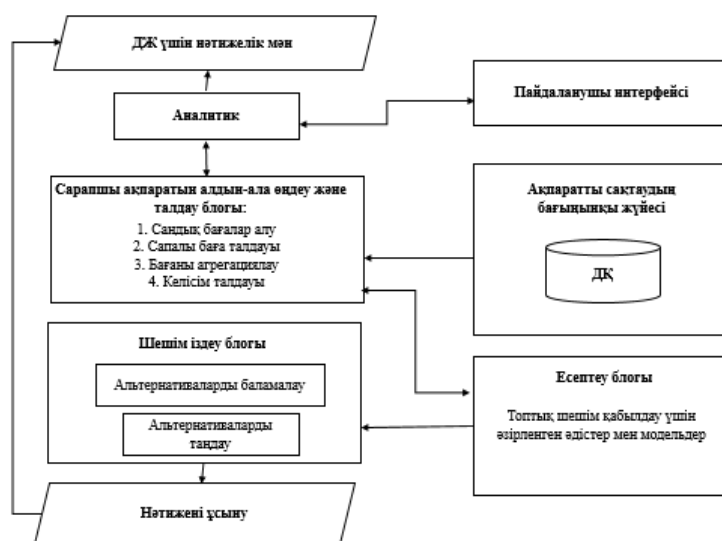 ДЖ үшін нәтижелік мән
Аналитик
Пайдаланушы интерфейсі
Сарапшы ақпаратын алдын-ала өңдеу және
талдау блогы:
1. Сандық бағалар алу
2. Сапалы баға талдауы
3. Бағаны агрегациялау
4. Келісім талдауы
Ақпаратты сақтаудың
бағыңынқы жүйесі
ДҚ
Шешім іздеу блогы
Альтернативаларды баламалау
Альтернативаларды
таңдау
Есептеу блогы
Топтық шешім қабылдау үшін
әзірленген әдістер мен модельдер
Нәтижені ұсыну